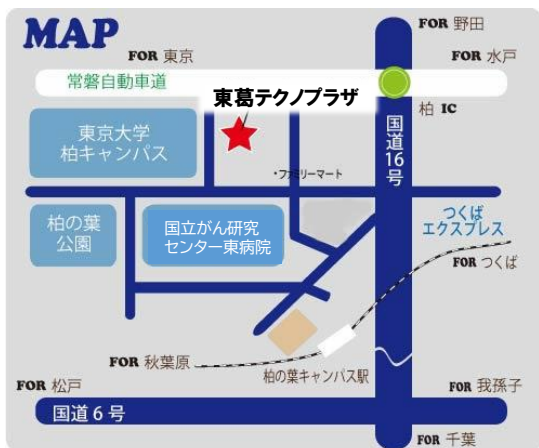 MAP
FOR 野田
FOR 東京
FOR 水戸
常磐自動車道
東葛テクノプラザ
柏 IC
東京大学
柏キャンパス
国道16号
・ファミリーマート
柏の葉
公園
国立がん研究
センター東病院
つくば
エクスプレス
FOR つくば
FOR 秋葉原
柏の葉キャンパス駅
FOR 松戸
FOR 我孫子
国道6号
FOR 千葉